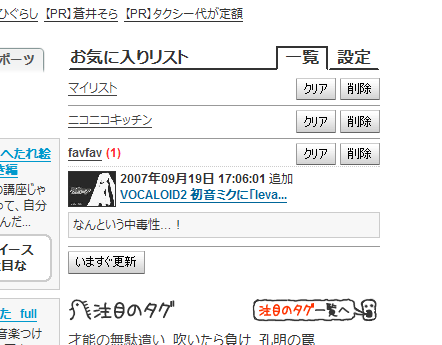 ひぐらし 【PR】蒼井そら 【PR】タクシー代が定額
ポーツ
お気に入りリスト 一覧 設定
マイリスト クリア 削除
ニコニコキッチン クリア 削除
favfav (1) クリア 削除
2007年09月19日 17:06:01 追加
VOCALOID2 初音ミクに「leva...
なんという中毒性...！
いますぐ更新
へたれ絵
き編
の講座じゃ
って、自分
んだ...
イース
目な
た full
音楽つけ
注目のタグ 注目のタグ一覧へ
才能の無駄遣い 吹いたら負け 孔明の罠